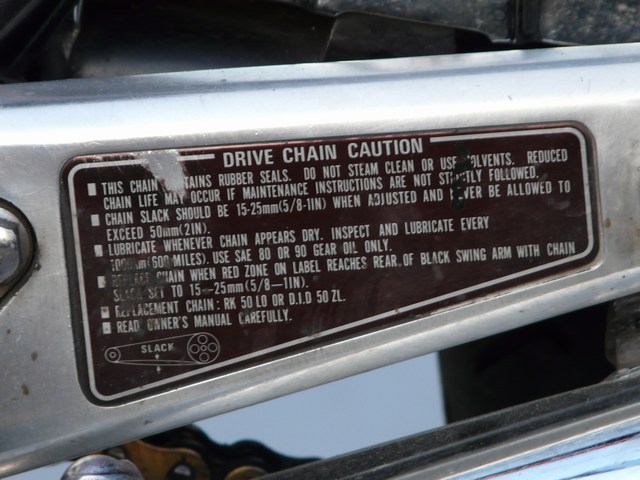 DRIVE CHAIN CAUTION
THIS CHAIN CONTAINS RUBBER SEALS. DO NOT STEAM CLEAN OR USE SOLVENTS. REDUCED
CHAIN LIFE MAY OCCUR IF MAINTENANCE INSTRUCTIONS ARE NOT STRICTLY FOLLOWED.
CHAIN SLACK SHOULD BE 15-25mm(5/8-1IN) WHEN ADJUSTED AND NEVER BE ALLOWED TO
EXCEED 50mm(2IN).
LUBRICATE WHENEVER CHAIN APPEARS DRY. INSPECT AND LUBRICATE EVERY
(500 MILES). USE SAE 80 OR 90 GEAR OIL ONLY.
REPLACE CHAIN WHEN RED ZONE ON LABEL REACHES REAR OF BLACK SWING ARM WITH CHAIN
SLACK SET TO 15-25mm(5/8-1IN).
REPLACEMENT CHAIN: RK 50 LO OR D.I.D 50 ZL.
READ OWNER'S MANUAL CAREFULLY.
SLACK